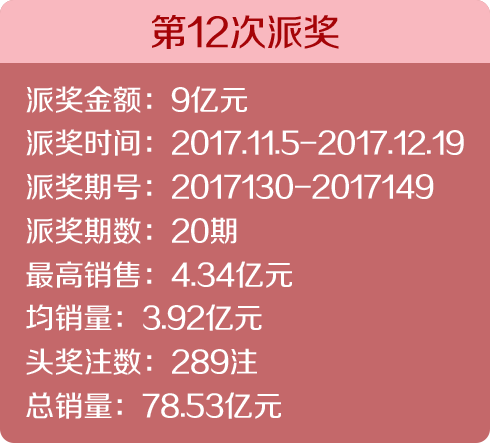 第12次派奖
派奖金额：9亿元
派奖时间：2017.11.5-2017.12.19
派奖期号：2017130-2017149
派奖期数：20期
最高销售：4.34亿元
均销量：3.92亿元
头奖注数：289注
总销量：78.53亿元